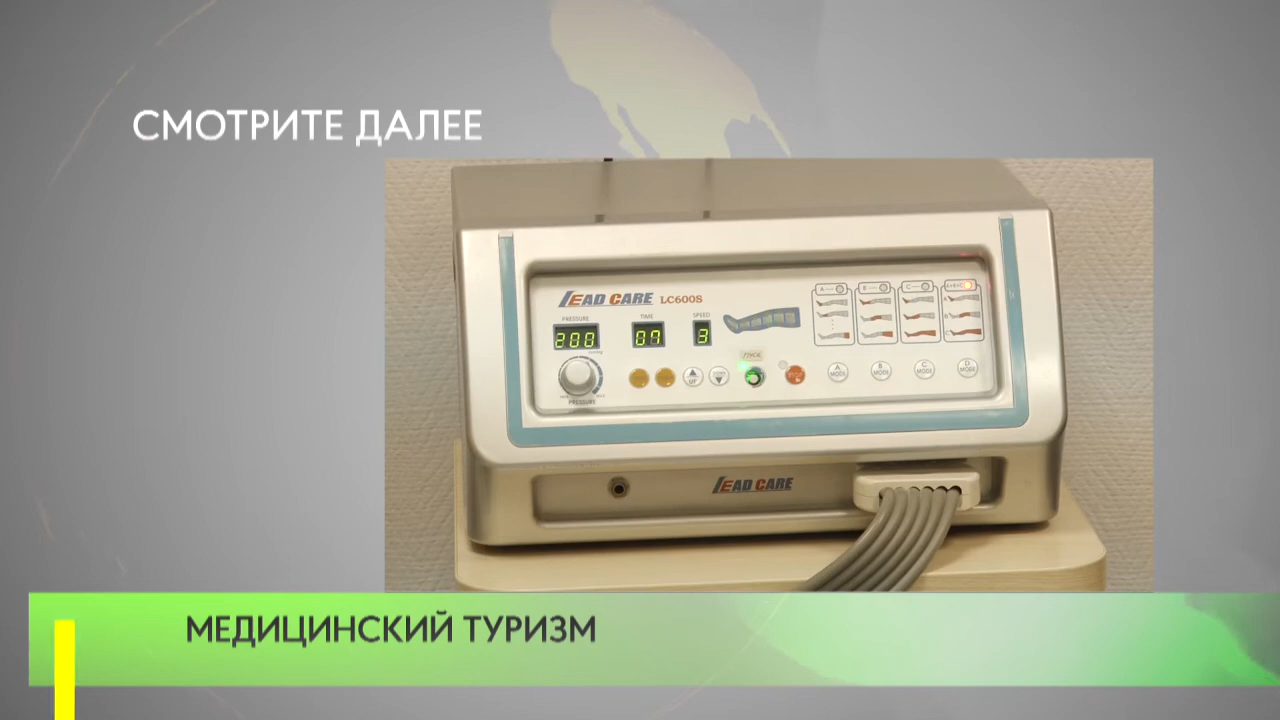 СМОТРИТЕ ДАЛЕЕ
LEAD CARE LC600S
PRESSURE TIME SPEED
200 07 3
A B C A+B+C
UP
A MODE B MODE C MODE D MODE
PRESSURE
LEAD CARE
МЕДИЦИНСКИЙ ТУРИЗМ